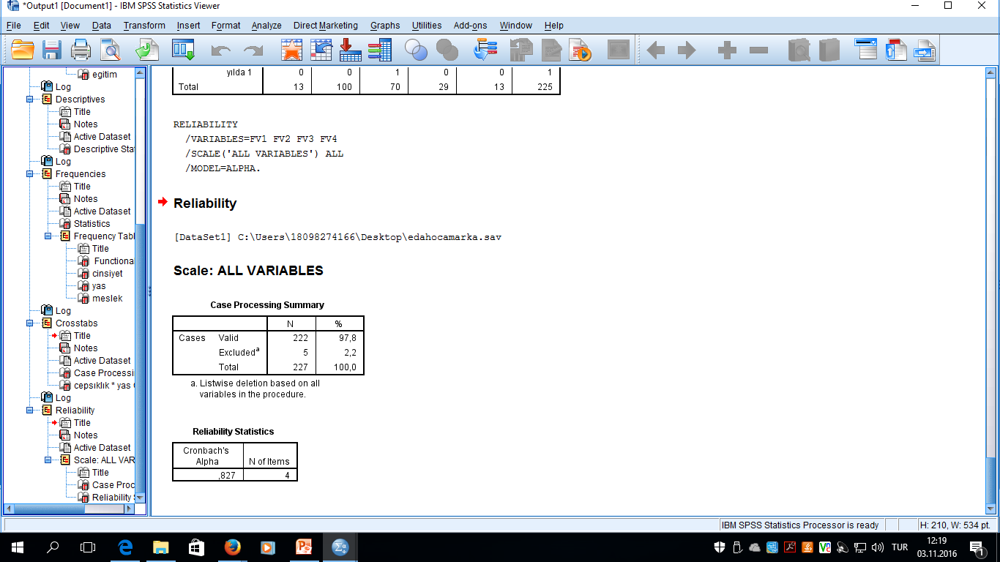 *Output1 [Document1] - IBM SPSS Statistics Viewer
File Edit View Data Transform Insert Format Analyze Direct Marketing Graphs Utilities Add-ons Window Help
egitim
Log
Descriptives
Title
Notes
Active Dataset
Descriptive Sta
Log
Frequencies
Title
Notes
Active Dataset
Statistics
Frequency Tabl
Title
Functiona
cinsiyet
yas
meslek
Log
Crosstabs
Title
Notes
Active Dataset
Case Processi
cepsıklık * yas
Log
Reliability
Title
Notes
Active Dataset
Scale: ALL VAR
Title
Case Proc
Reliability
yılda 1 0 0 1 0 0 1
Total 13 100 70 29 13 225
RELIABILITY
/VARIABLES=FV1 FV2 FV3 FV4
/SCALE('ALL VARIABLES') ALL
/MODEL=ALPHA.
Reliability
[DataSet1] C:\Users\18098274166\Desktop\edahocamarka.sav
Scale: ALL VARIABLES
Case Processing Summary
N %
Cases Valid 222 97,8
Excludedᵃ 5 2,2
Total 227 100,0
a. Listwise deletion based on all
variables in the procedure.
Reliability Statistics
Cronbach's
Alpha N of Items
,827 4
IBM SPSS Statistics Processor is ready H: 210, W: 534 pt.
TUR 12:19
03.11.2016 1